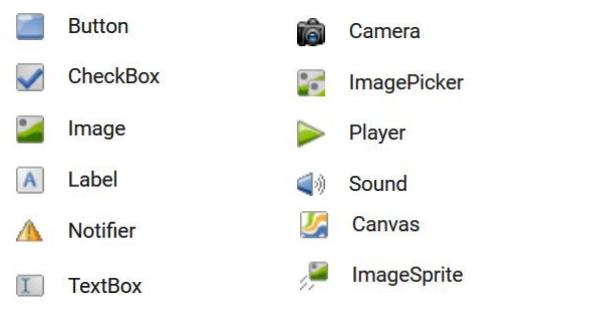 Button
CheckBox
Image
Label
Notifier
TextBox
Camera
ImagePicker
Player
Sound
Canvas
ImageSprite